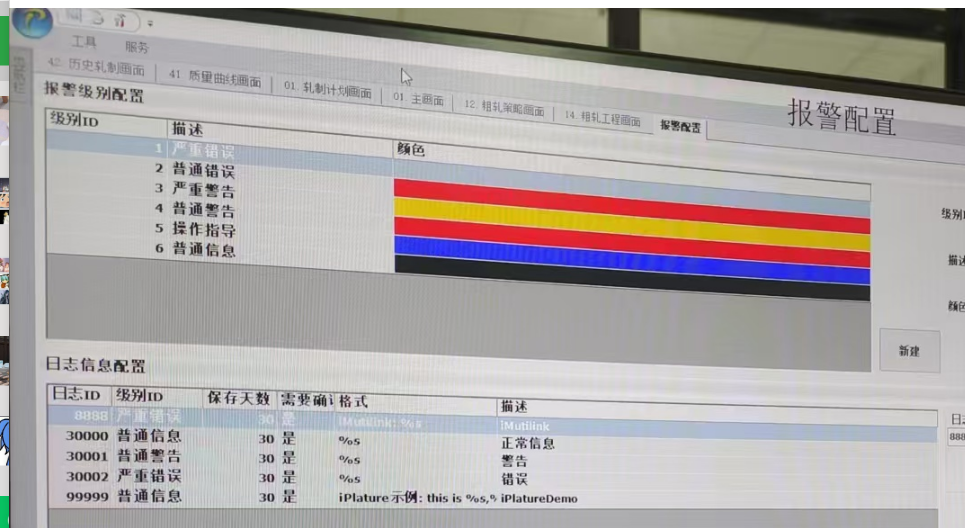 工具 服务
42. 历史轧制画面 41 质量曲线画面 01. 轧制计划画面 01 主画面 12. 粗轧策略画面 14. 粗轧工程画面 报警配置
报警配置
报警级别配置
级别ID 描述 颜色
1 严重错误
2 普通错误
3 严重警告
4 普通警告
5 操作指导
6 普通信息
级别I
描述
颜色
新建
日志信息配置
日志ID 级别ID 保存天数 需要确认 格式 描述
8888 严重错误 30 是 !Mutilink: %s !Mutilink
30000 普通信息 30 是 %s 正常信息
30001 普通警告 30 是 %s 警告
30002 严重错误 30 是 %s 错误
99999 普通信息 30 是 iPlature示例: this is %s,% iPlatureDemo
888